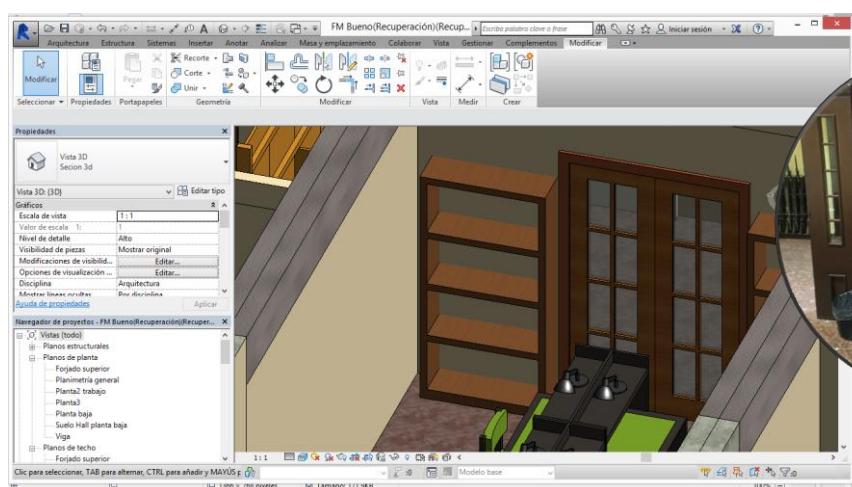 FM Bueno(Recuperación)(Recup...
Escriba palabra clave o frase
Iniciar sesión
Arquitectura Estructura Sistemas Insertar Anotar Analizar Masa y emplazamiento Colaborar Vista Gestionar Complementos Modificar
Modificar
Pegar
Recorte
Corte
Unir
Seleccionar Propiedades Portapapeles Geometría Modificar Vista Medir Crear
Propiedades
Vista 3D
Secion 3d
Vista 3D: {3D}
Editar tipo
Gráficos
Escala de vista 1 : 1
Valor de escala 1: 1
Nivel de detalle Alto
Visibilidad de piezas Mostrar original
Modificaciones de visibilid... Editar...
Opciones de visualización ... Editar...
Disciplina Arquitectura
Mostrar líneas ocultas Por disciplina
Ayuda de propiedades Aplicar
Navegador de proyectos - FM Bueno(Recuperación)(Recuper...
Vistas (todo)
Planos estructurales
Planos de planta
Forjado superior
Planimetría general
Planta2 trabajo
Planta3
Planta baja
Suelo Hall planta baja
Viga
Planos de techo
Forjado superior
1 : 1
Clic para seleccionar, TAB para alternar, CTRL para añadir y MAYÚS
:0
Modelo base
:0